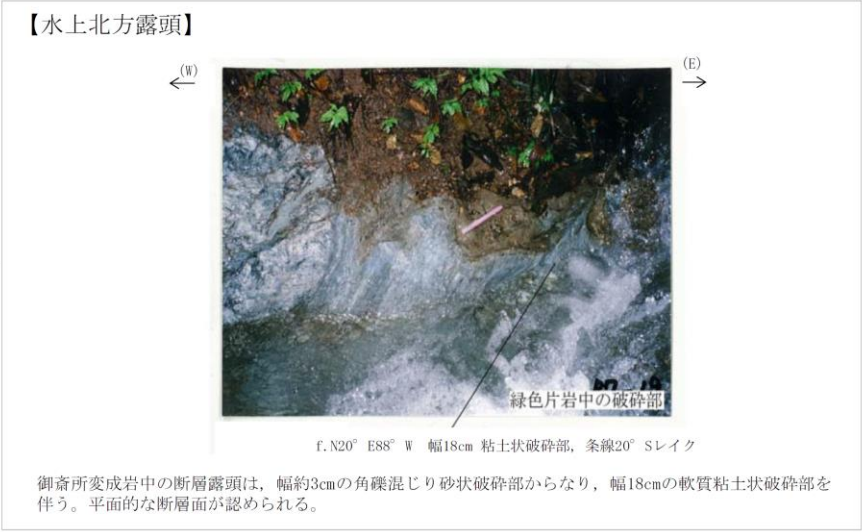 【水上北方露頭】
(W)
(E)
緑色片岩中の破砕部
f.N20°E88°W 幅18cm 粘土状破砕部，条線20°Sレイク
御斎所変成岩中の断層露頭は，幅約3cmの角礫混じり砂状破砕部からなり，幅18cmの軟質粘土状破砕部を
伴う。平面的な断層面が認められる。